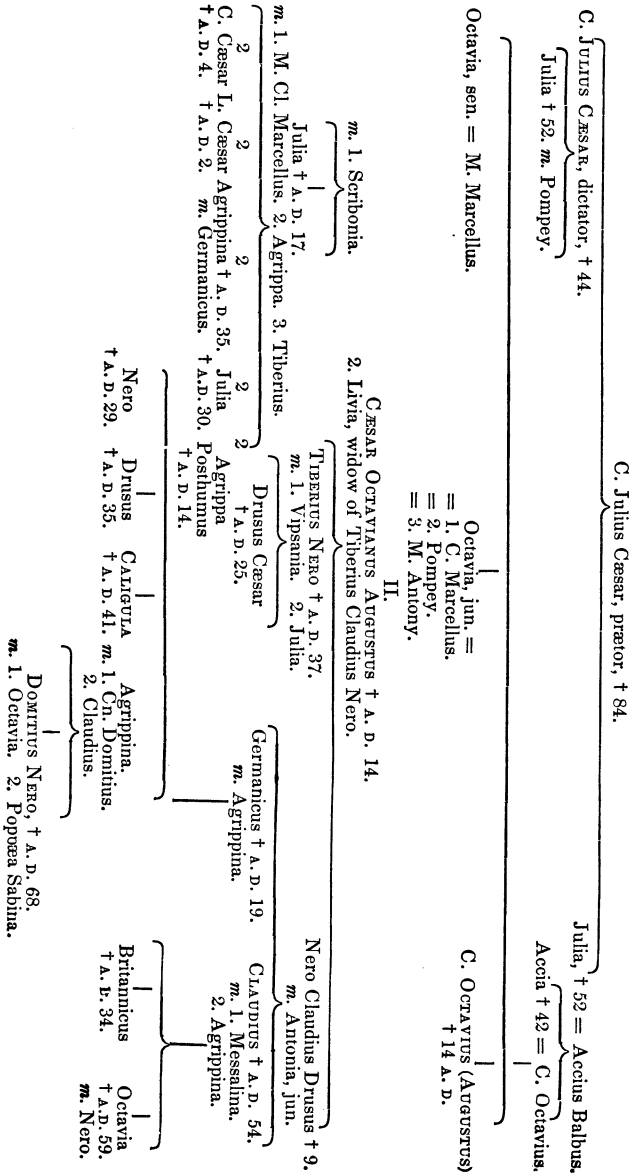 C. Julius Cæsar, prætor, † 84.
C. JULIUS CÆSAR, dictator, † 44.
Julia † 52. m. Pompey.
Julia, † 52 = Accius Balbus.
Accia † 42 = C. Octavius.
Octavia, sen. = M. Marcellus.
Octavia, jun. =
= 1. C. Marcellus.
= 2. Pompey.
= 3. M. Antony.
C. OCTAVIUS (AUGUSTUS)
† 14 A. D.
II.
CÆSAR OCTAVIANUS AUGUSTUS † A. D. 14.
m. 1. Scribonia.
2. Livia, widow of Tiberius Claudius Nero.
Julia † A. D. 17.
m. 1. M. Cl. Marcellus. 2. Agrippa. 3. Tiberius.
TIBERIUS NERO † A. D. 37.
m. 1. Vipsania. 2. Julia.
Nero Claudius Drusus † 9.
m. Antonia, jun.
2 2 2 2 2
C. Cæsar L. Cæsar Agrippina † A. D. 35. Julia Agrippa
† A. D. 4. † A. D. 2. m. Germanicus. † A.D. 30. Posthumus
† A. D. 14.
Drusus Cæsar
† A. D. 25.
Germanicus † A. D. 19.
m. Agrippina.
CLAUDIUS † A. D. 54.
m. 1. Messalina.
2. Agrippina.
Nero
† A. D. 29.
Drusus
† A. D. 35.
CALIGULA
† A. D. 41.
Agrippina.
m. 1. Cn. Domitius.
2. Claudius.
Britannicus
† A. D. 34.
Octavia
† A.D. 59.
m. Nero.
DOMITIUS NERO, † A. D. 68.
m. 1. Octavia. 2. Popoæa Sabina.